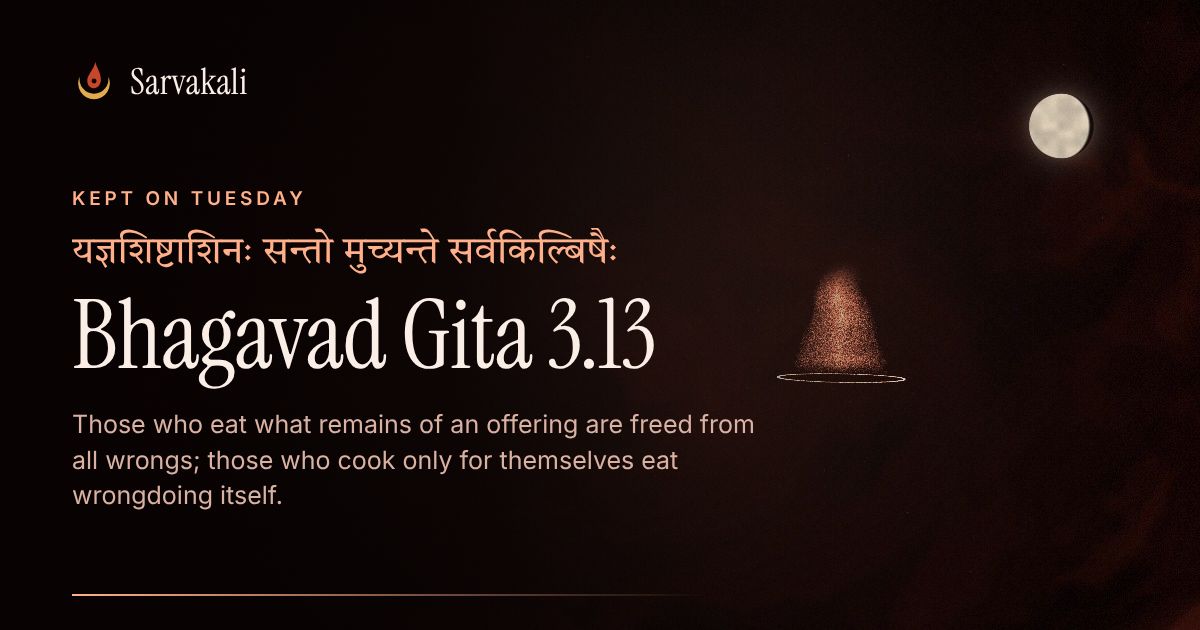 Sarvakali
KEPT ON TUESDAY
यज्ञशिष्टाशिनः सन्तो मुच्यन्ते सर्वकिल्बिषैः
Bhagavad Gita 3.13
Those who eat what remains of an offering are freed from
all wrongs; those who cook only for themselves eat
wrongdoing itself.